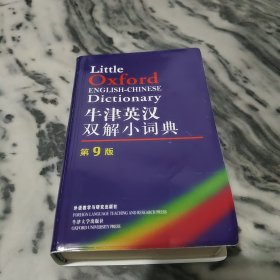 Little
Oxford
ENGLISH-CHINESE
Dictionary
牛津英汉
双解小词典
第9版
外语教学与研究出版社
FOREIGN LANGUAGE TEACHING AND RESEARCH PRESS
牛津大学出版社
OXFORD UNIVERSITY PRESS